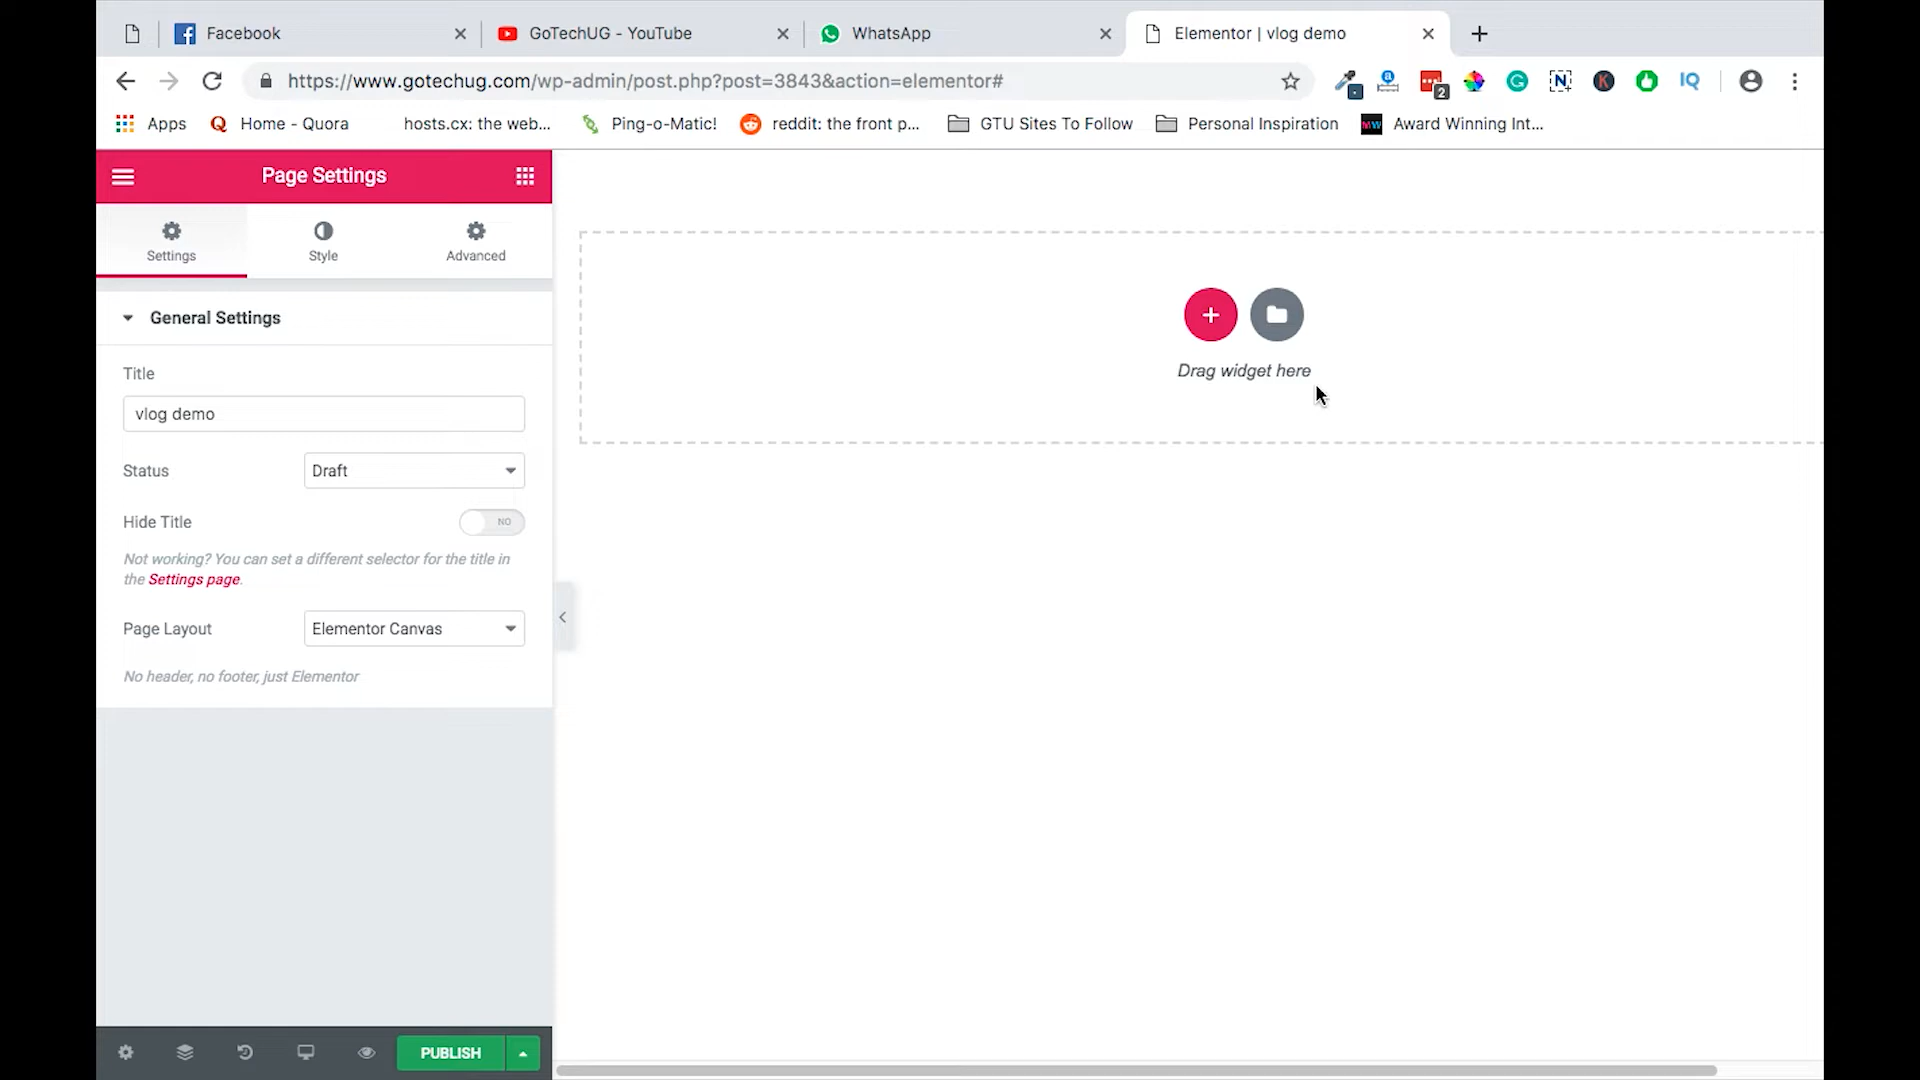 Facebook
GoTechUG - YouTube
WhatsApp
Elementor | vlog demo
https://www.gotechug.com/wp-admin/post.php?post=3843&action=elementor#
2
G
N
K
IQ
Apps
Home - Quora
hosts.cx: the web...
Ping-o-Matic!
reddit: the front p...
GTU Sites To Follow
Personal Inspiration
MW
Award Winning Int...
Page Settings
Settings
Style
Advanced
General Settings
Title
vlog demo
Status
Draft
Hide Title
NO
Not working? You can set a different selector for the title in
the Settings page.
Page Layout
Elementor Canvas
No header, no footer, just Elementor
PUBLISH
Drag widget here